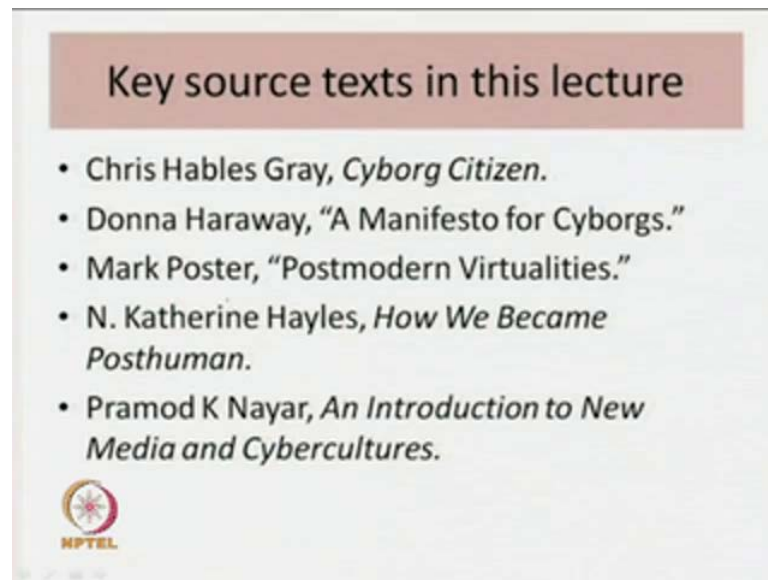 Key source texts in this lecture
• Chris Hables Gray, Cyborg Citizen.
• Donna Haraway, “A Manifesto for Cyborgs.”
• Mark Poster, “Postmodern Virtualities.”
• N. Katherine Hayles, How We Became
Posthuman.
• Pramod K Nayar, An Introduction to New
Media and Cybercultures.
NPTEL